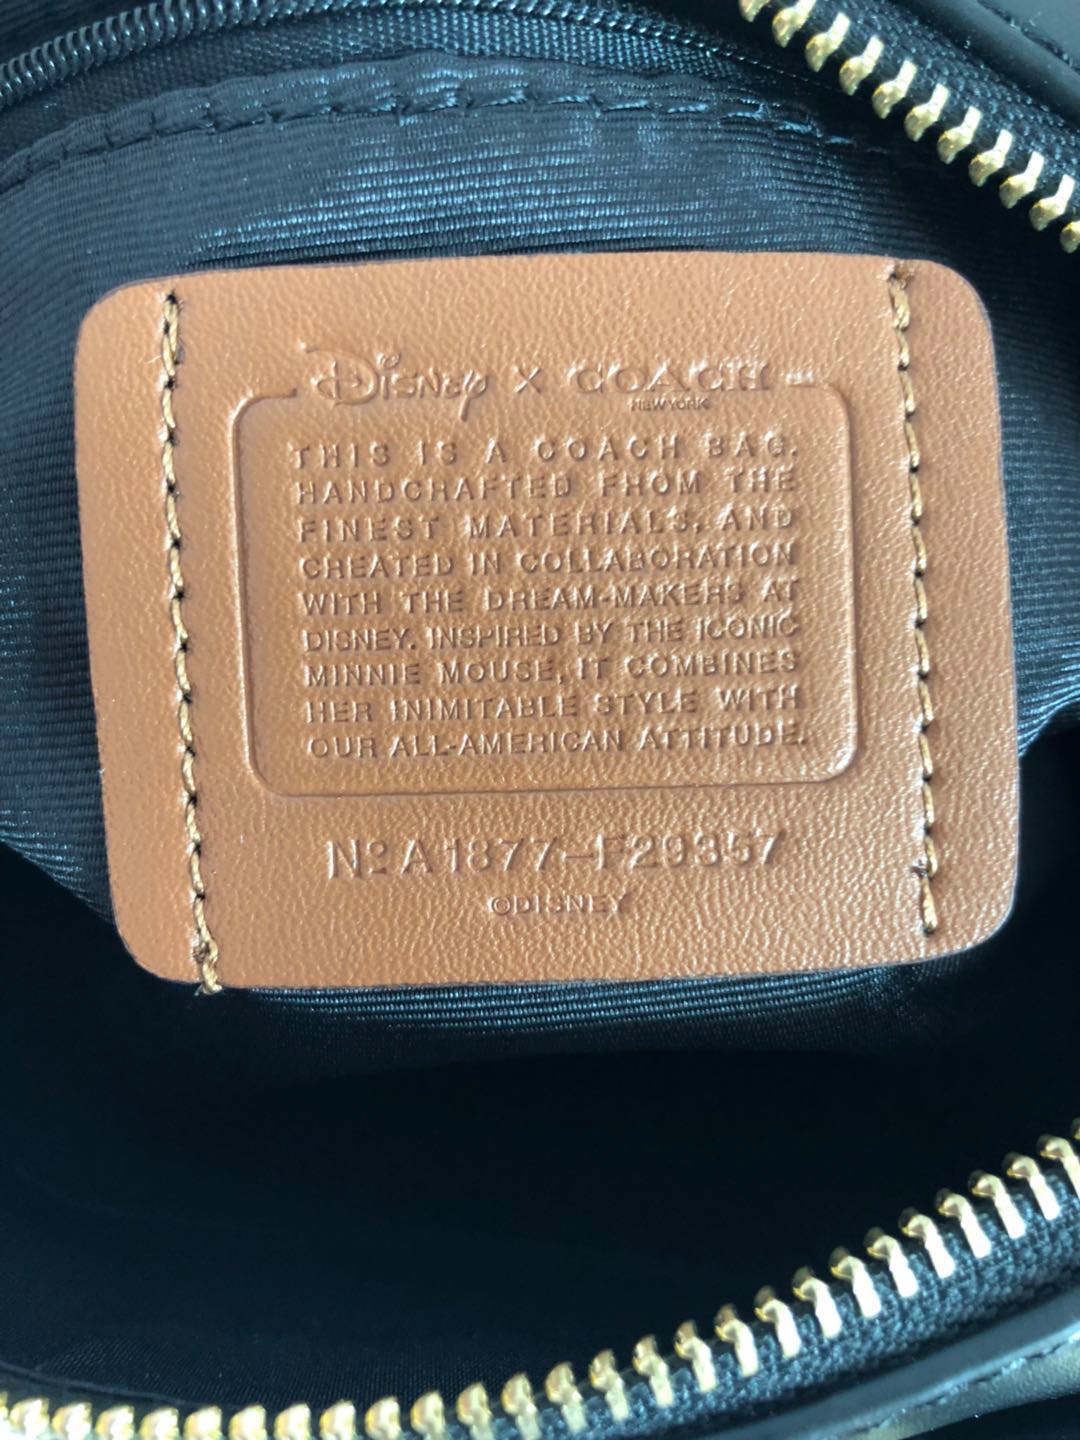 Disney X COACH
NEW YORK
THIS IS A COACH BAG.
HANDCRAFTED FROM THE
FINEST MATERIALS, AND
CREATED IN COLLABORATION
WITH THE DREAM-MAKERS AT
DISNEY. INSPIRED BY THE ICONIC
MINNIE MOUSE, IT COMBINES
HER INIMITABLE STYLE WITH
OUR ALL-AMERICAN ATTITUDE.
Nº A1877-F29357
©DISNEY